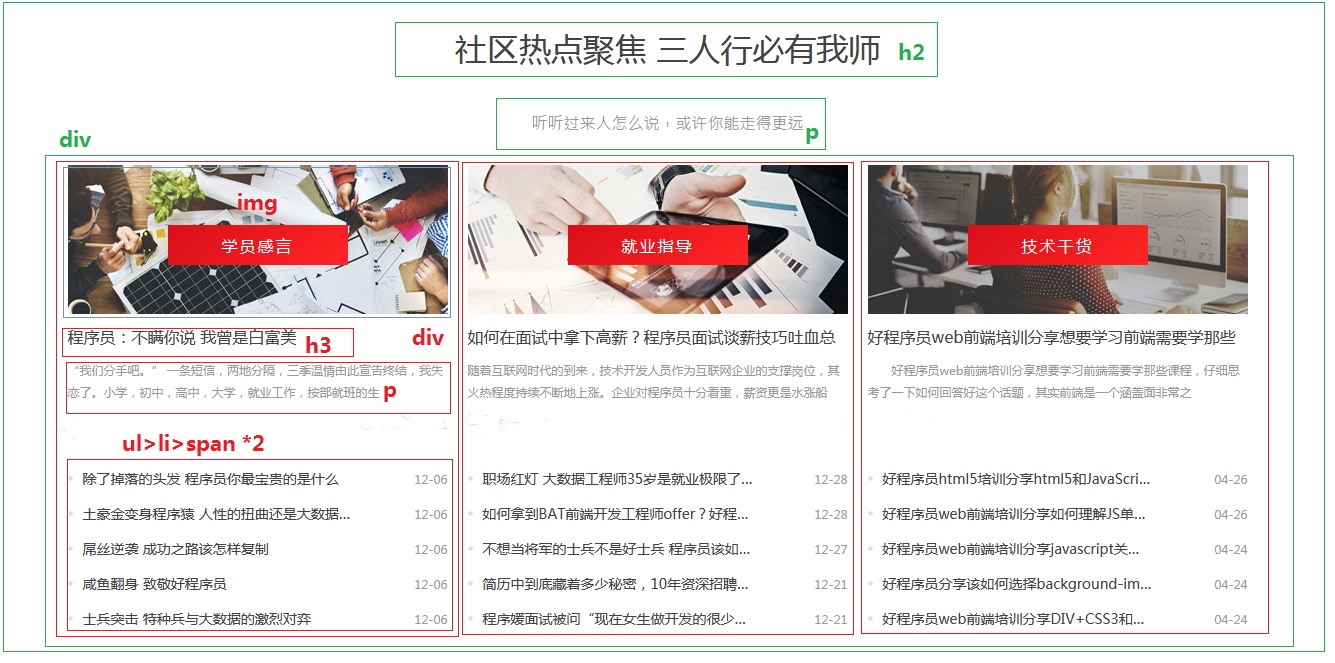 社区热点聚焦 三人行必有我师 h2
听听过来人怎么说，或许你能走得更远 p
div
img
学员感言
程序员：不瞒你说 我曾是白富美 h3 div
“我们分手吧。” 一条短信，两地分隔，三季温情由此宣告终结，我失
恋了。小学，初中，高中，大学，就业工作，按部就班的生 p
ul>li>span *2
除了掉落的头发 程序员你最宝贵的是什么 12-06
土豪金变身程序猿 人性的扭曲还是大数据... 12-06
屌丝逆袭 成功之路该怎样复制 12-06
咸鱼翻身 致敬好程序员 12-06
士兵突击 特种兵与大数据的激烈对弈 12-06
就业指导
如何在面试中拿下高薪？程序员面试谈薪技巧吐血总
随着互联网时代的到来，技术开发人员作为互联网企业的支撑岗位，其
火热程度持续不断地上涨。企业对程序员十分看重，薪资更是水涨船
职场红灯 大数据工程师35岁是就业极限了... 12-28
如何拿到BAT前端开发工程师offer？好程... 12-28
不想当将军的士兵不是好士兵 程序员该如... 12-27
简历中到底藏着多少秘密，10年资深招聘... 12-21
程序媛面试被问“现在女生做开发的很少... 12-21
技术干货
好程序员web前端培训分享想要学习前端需要学那些
好程序员web前端培训分享想要学习前端需要学那些课程，仔细思
考了一下如何回答好这个话题，其实前端是一个涵盖面非常之
好程序员html5培训分享html5和JavaScri... 04-26
好程序员web前端培训分享如何理解JS单... 04-26
好程序员web前端培训分享javascript关... 04-24
好程序员分享该如何选择background-im... 04-24
好程序员web前端培训分享DIV+CSS3和... 04-24